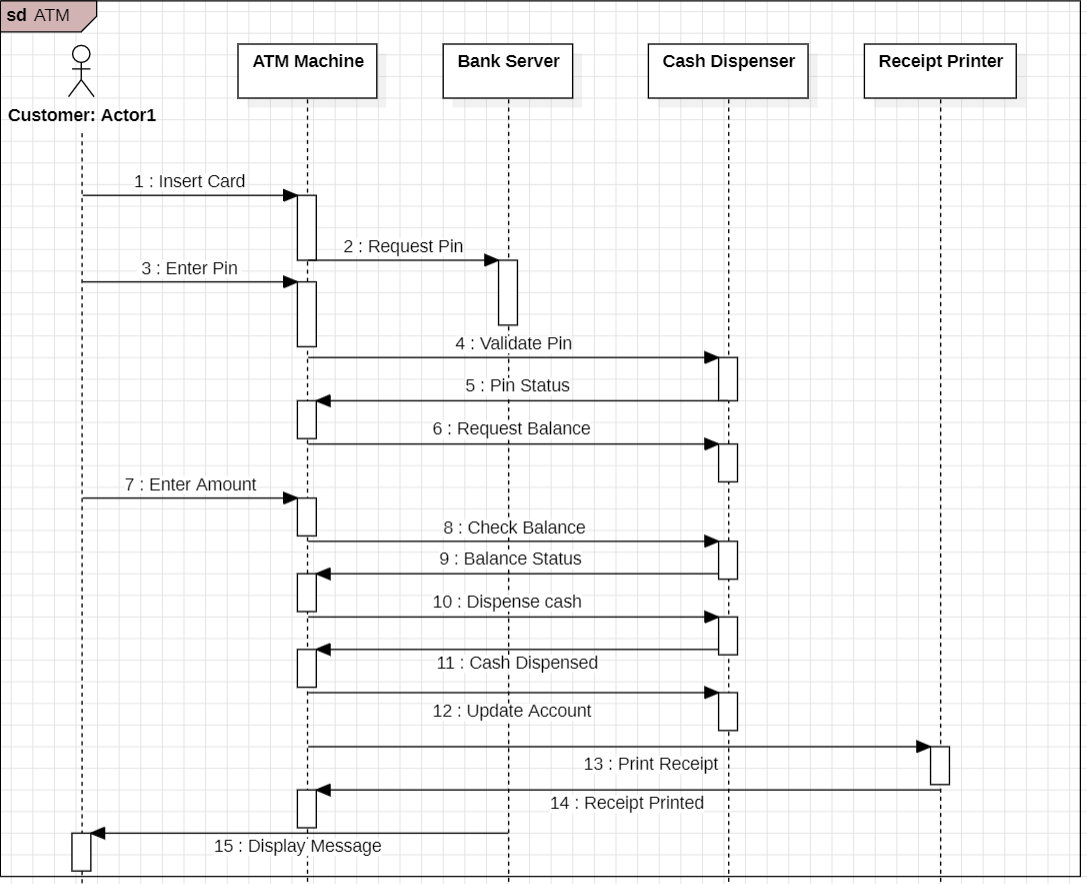 sd ATM
ATM Machine
Bank Server
Cash Dispenser
Receipt Printer
Customer: Actor1
1 : Insert Card
2 : Request Pin
3 : Enter Pin
4 : Validate Pin
5 : Pin Status
6 : Request Balance
7 : Enter Amount
8 : Check Balance
9 : Balance Status
10 : Dispense cash
11 : Cash Dispensed
12 : Update Account
13 : Print Receipt
14 : Receipt Printed
15 : Display Message